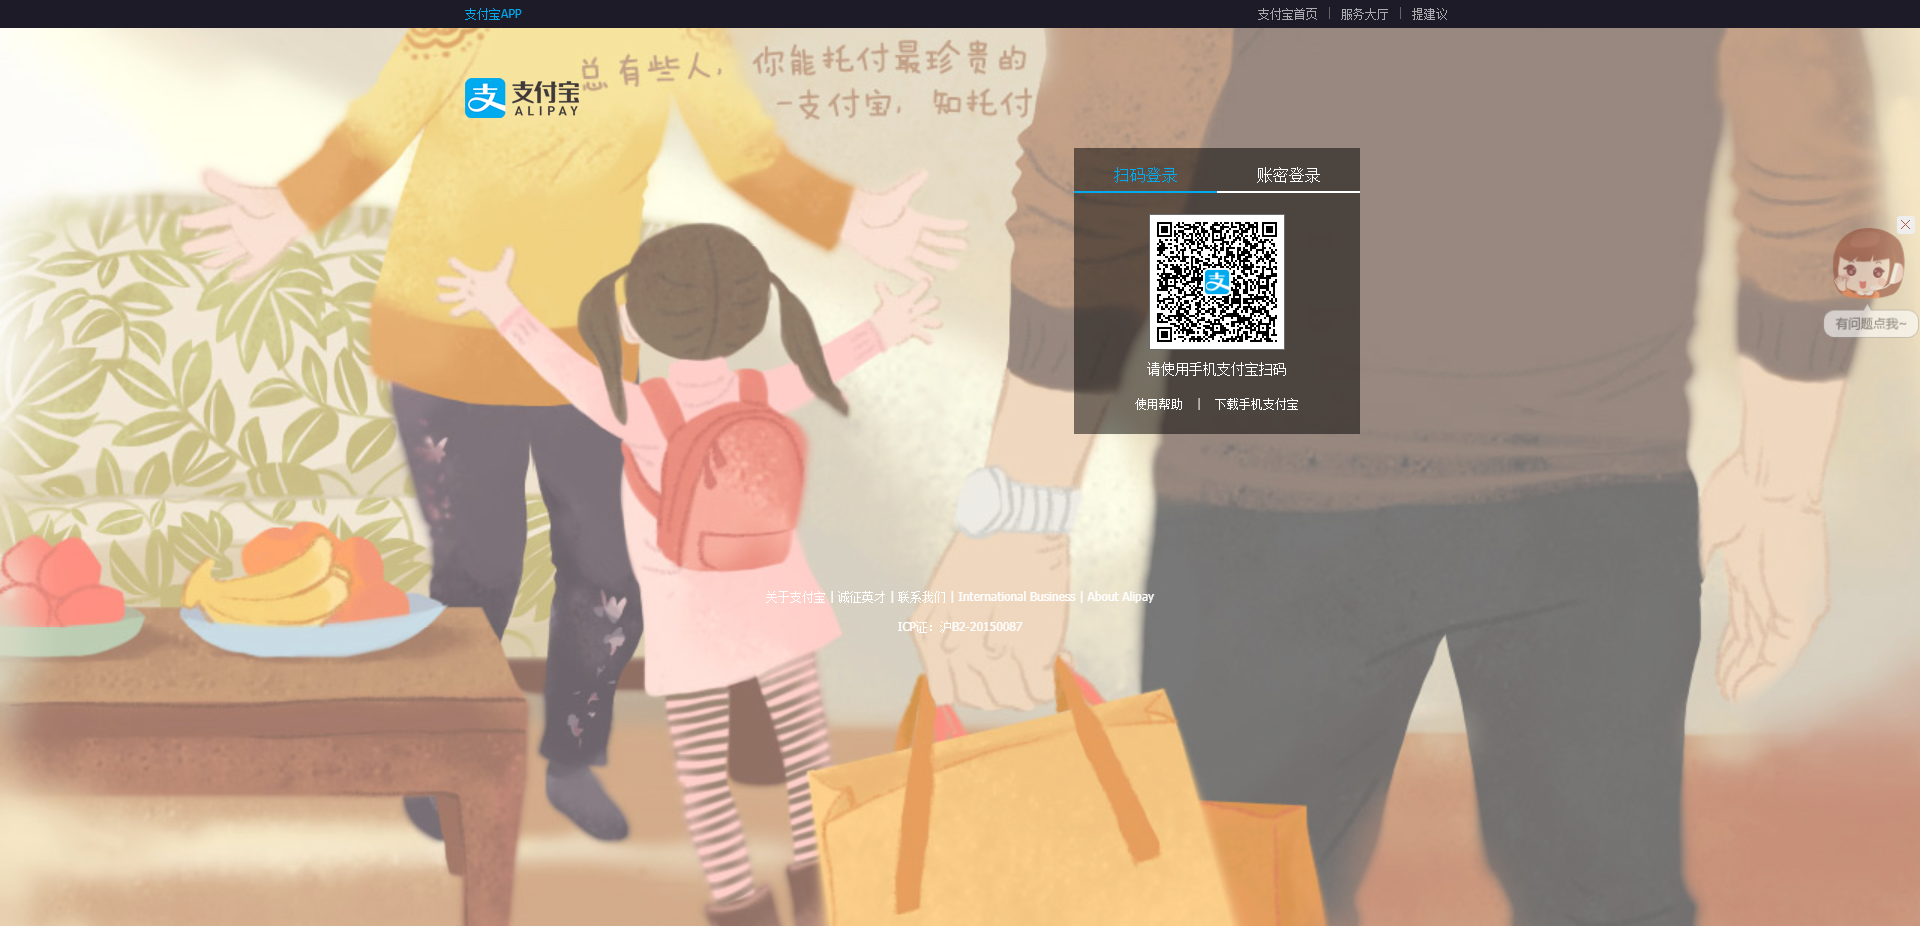 支付宝APP
支付宝首页 | 服务大厅 | 提建议
总有些人，你能托付最珍贵的
-支付宝，知托付
支 支付宝
ALIPAY
扫码登录 账密登录
支
请使用手机支付宝扫码
使用帮助 | 下载手机支付宝
有问题点我~
关于支付宝 | 诚征英才 | 联系我们 | International Business | About Alipay
ICP证：沪B2-20150087